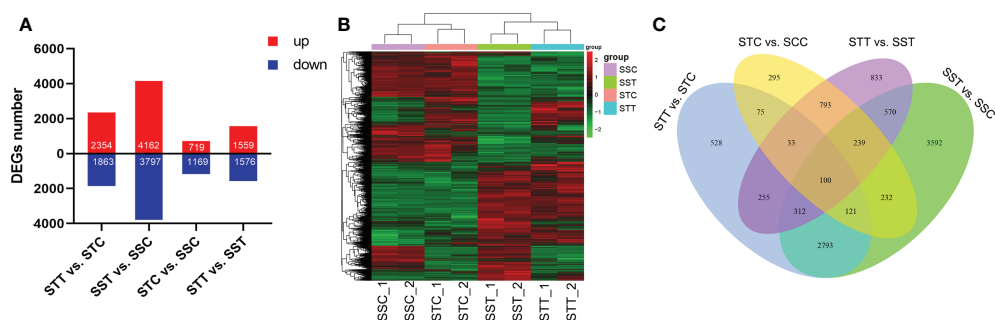 A
6000
4000
2000
0
2000
4000
DEGs number
up
down
2354
4162
719
1559
1863
3797
1169
1576
STT vs. STC
SST vs. SSC
STC vs. SSC
STT vs. SST
B
group
2
1
0
−1
−2
group
SSC
SST
STC
STT
SSC_1
SSC_2
STC_1
STC_2
SST_1
SST_2
STT_1
STT_2
C
STT vs. STC
STC vs. SCC
STT vs. SST
SST vs. SSC
295
833
75
793
570
528
33
239
3592
100
255
232
312
121
2793